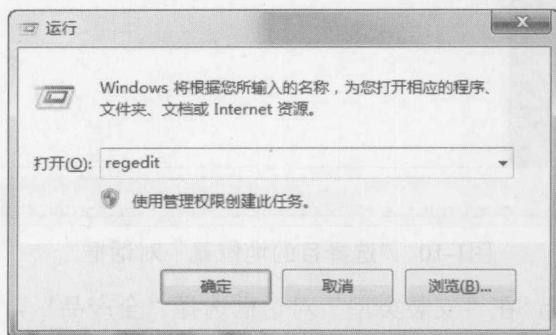 运行
Windows 将根据您所输入的名称，为您打开相应的程序、
文件夹、文档或 Internet 资源。
打开(O): regedit
使用管理权限创建此任务。
确定 取消 浏览(B)...